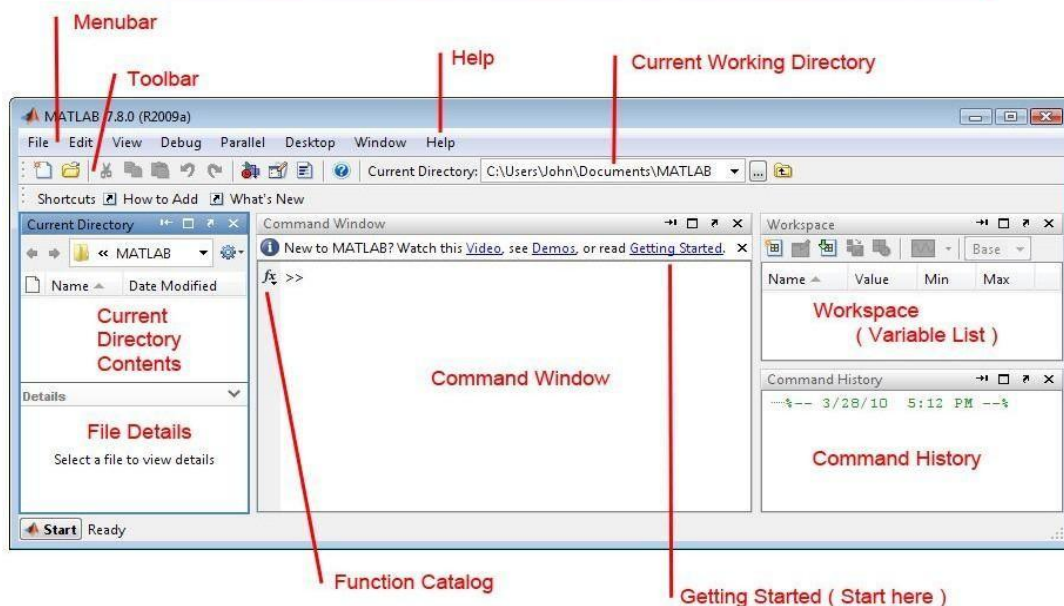 Menubar
Help
Current Working Directory
Toolbar
MATLAB 7.8.0 (R2009a)
File Edit View Debug Parallel Desktop Window Help
Current Directory: C:\Users\John\Documents\MATLAB ...
Shortcuts How to Add What's New
Current Directory
« MATLAB
Name Date Modified
Current
Directory
Contents
Details
File Details
Select a file to view details
Command Window
New to MATLAB? Watch this Video, see Demos, or read Getting Started.
fx >>
Command Window
Workspace
Base
Name Value Min Max
Workspace
( Variable List )
Command History
%-- 3/28/10 5:12 PM --%
Command History
Start Ready
Function Catalog
Getting Started ( Start here )